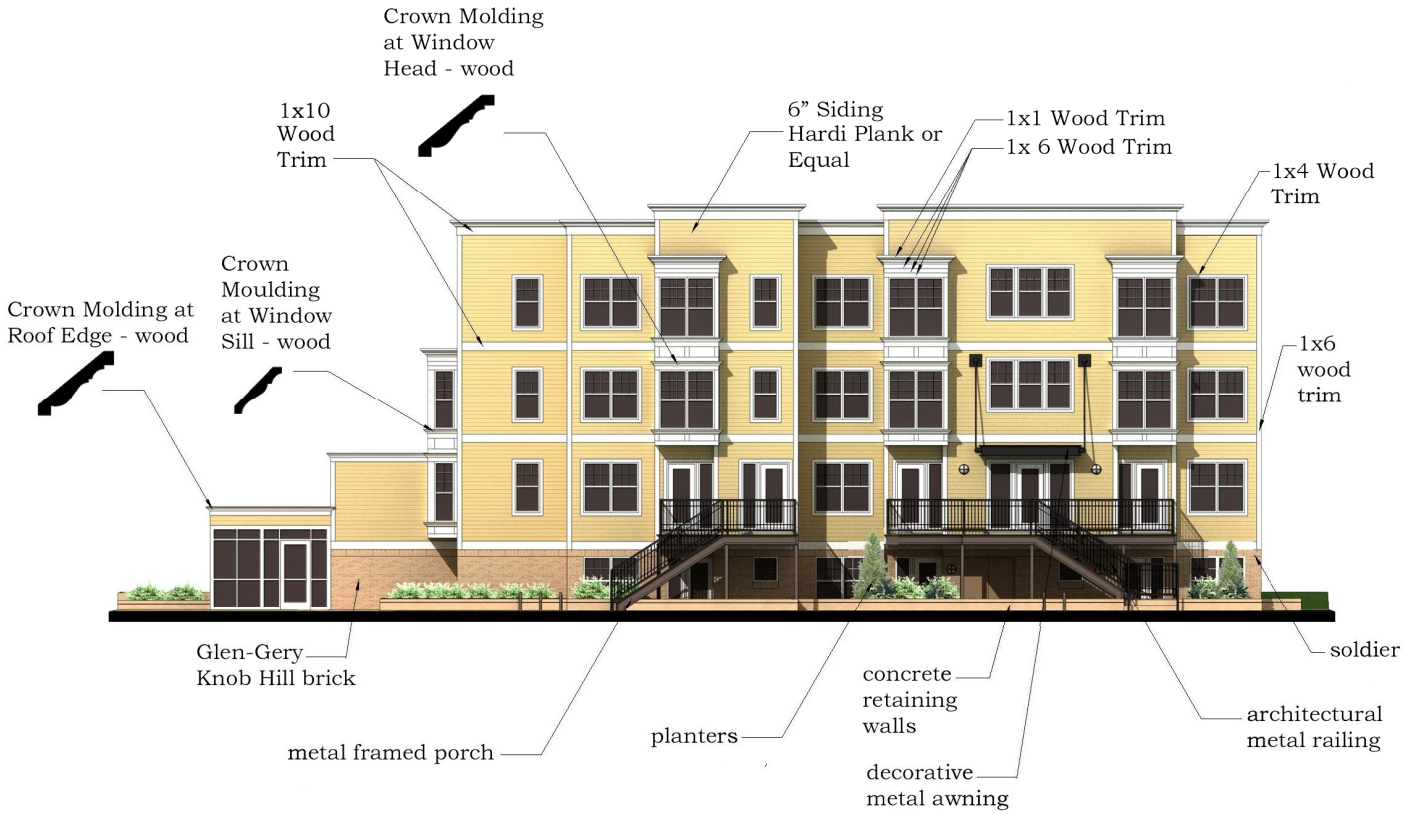 Crown Molding
at Window
Head - wood
1x10
Wood
Trim
6” Siding
Hardi Plank or
Equal
1x1 Wood Trim
1x 6 Wood Trim
1x4 Wood
Trim
Crown
Moulding
at Window
Sill - wood
Crown Molding at
Roof Edge - wood
1x6
wood
trim
Glen-Gery
Knob Hill brick
soldier
concrete
retaining
walls
architectural
metal railing
planters
metal framed porch
decorative
metal awning